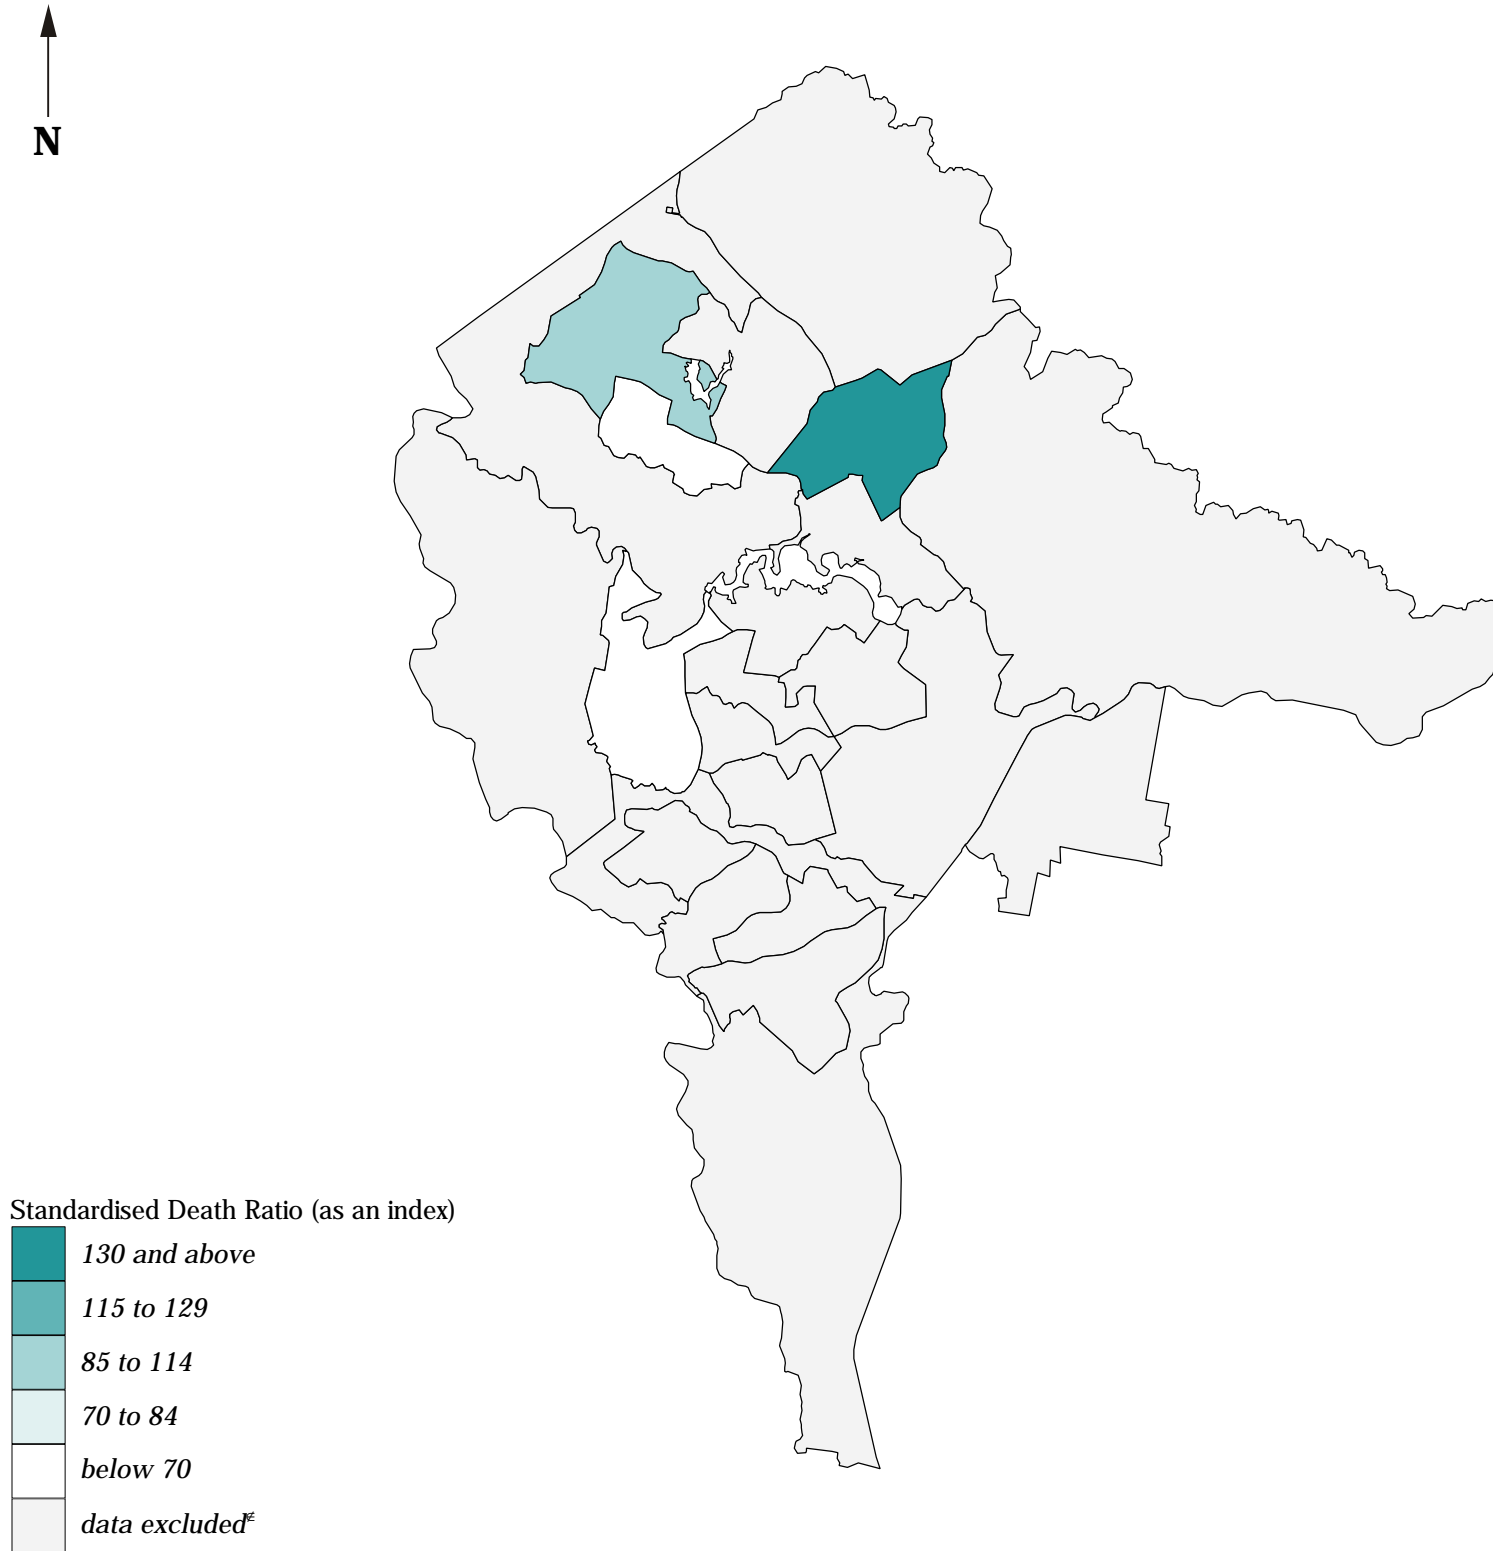 N
Standardised Death Ratio (as an index)
130 and above
115 to 129
85 to 114
70 to 84
below 70
data excluded